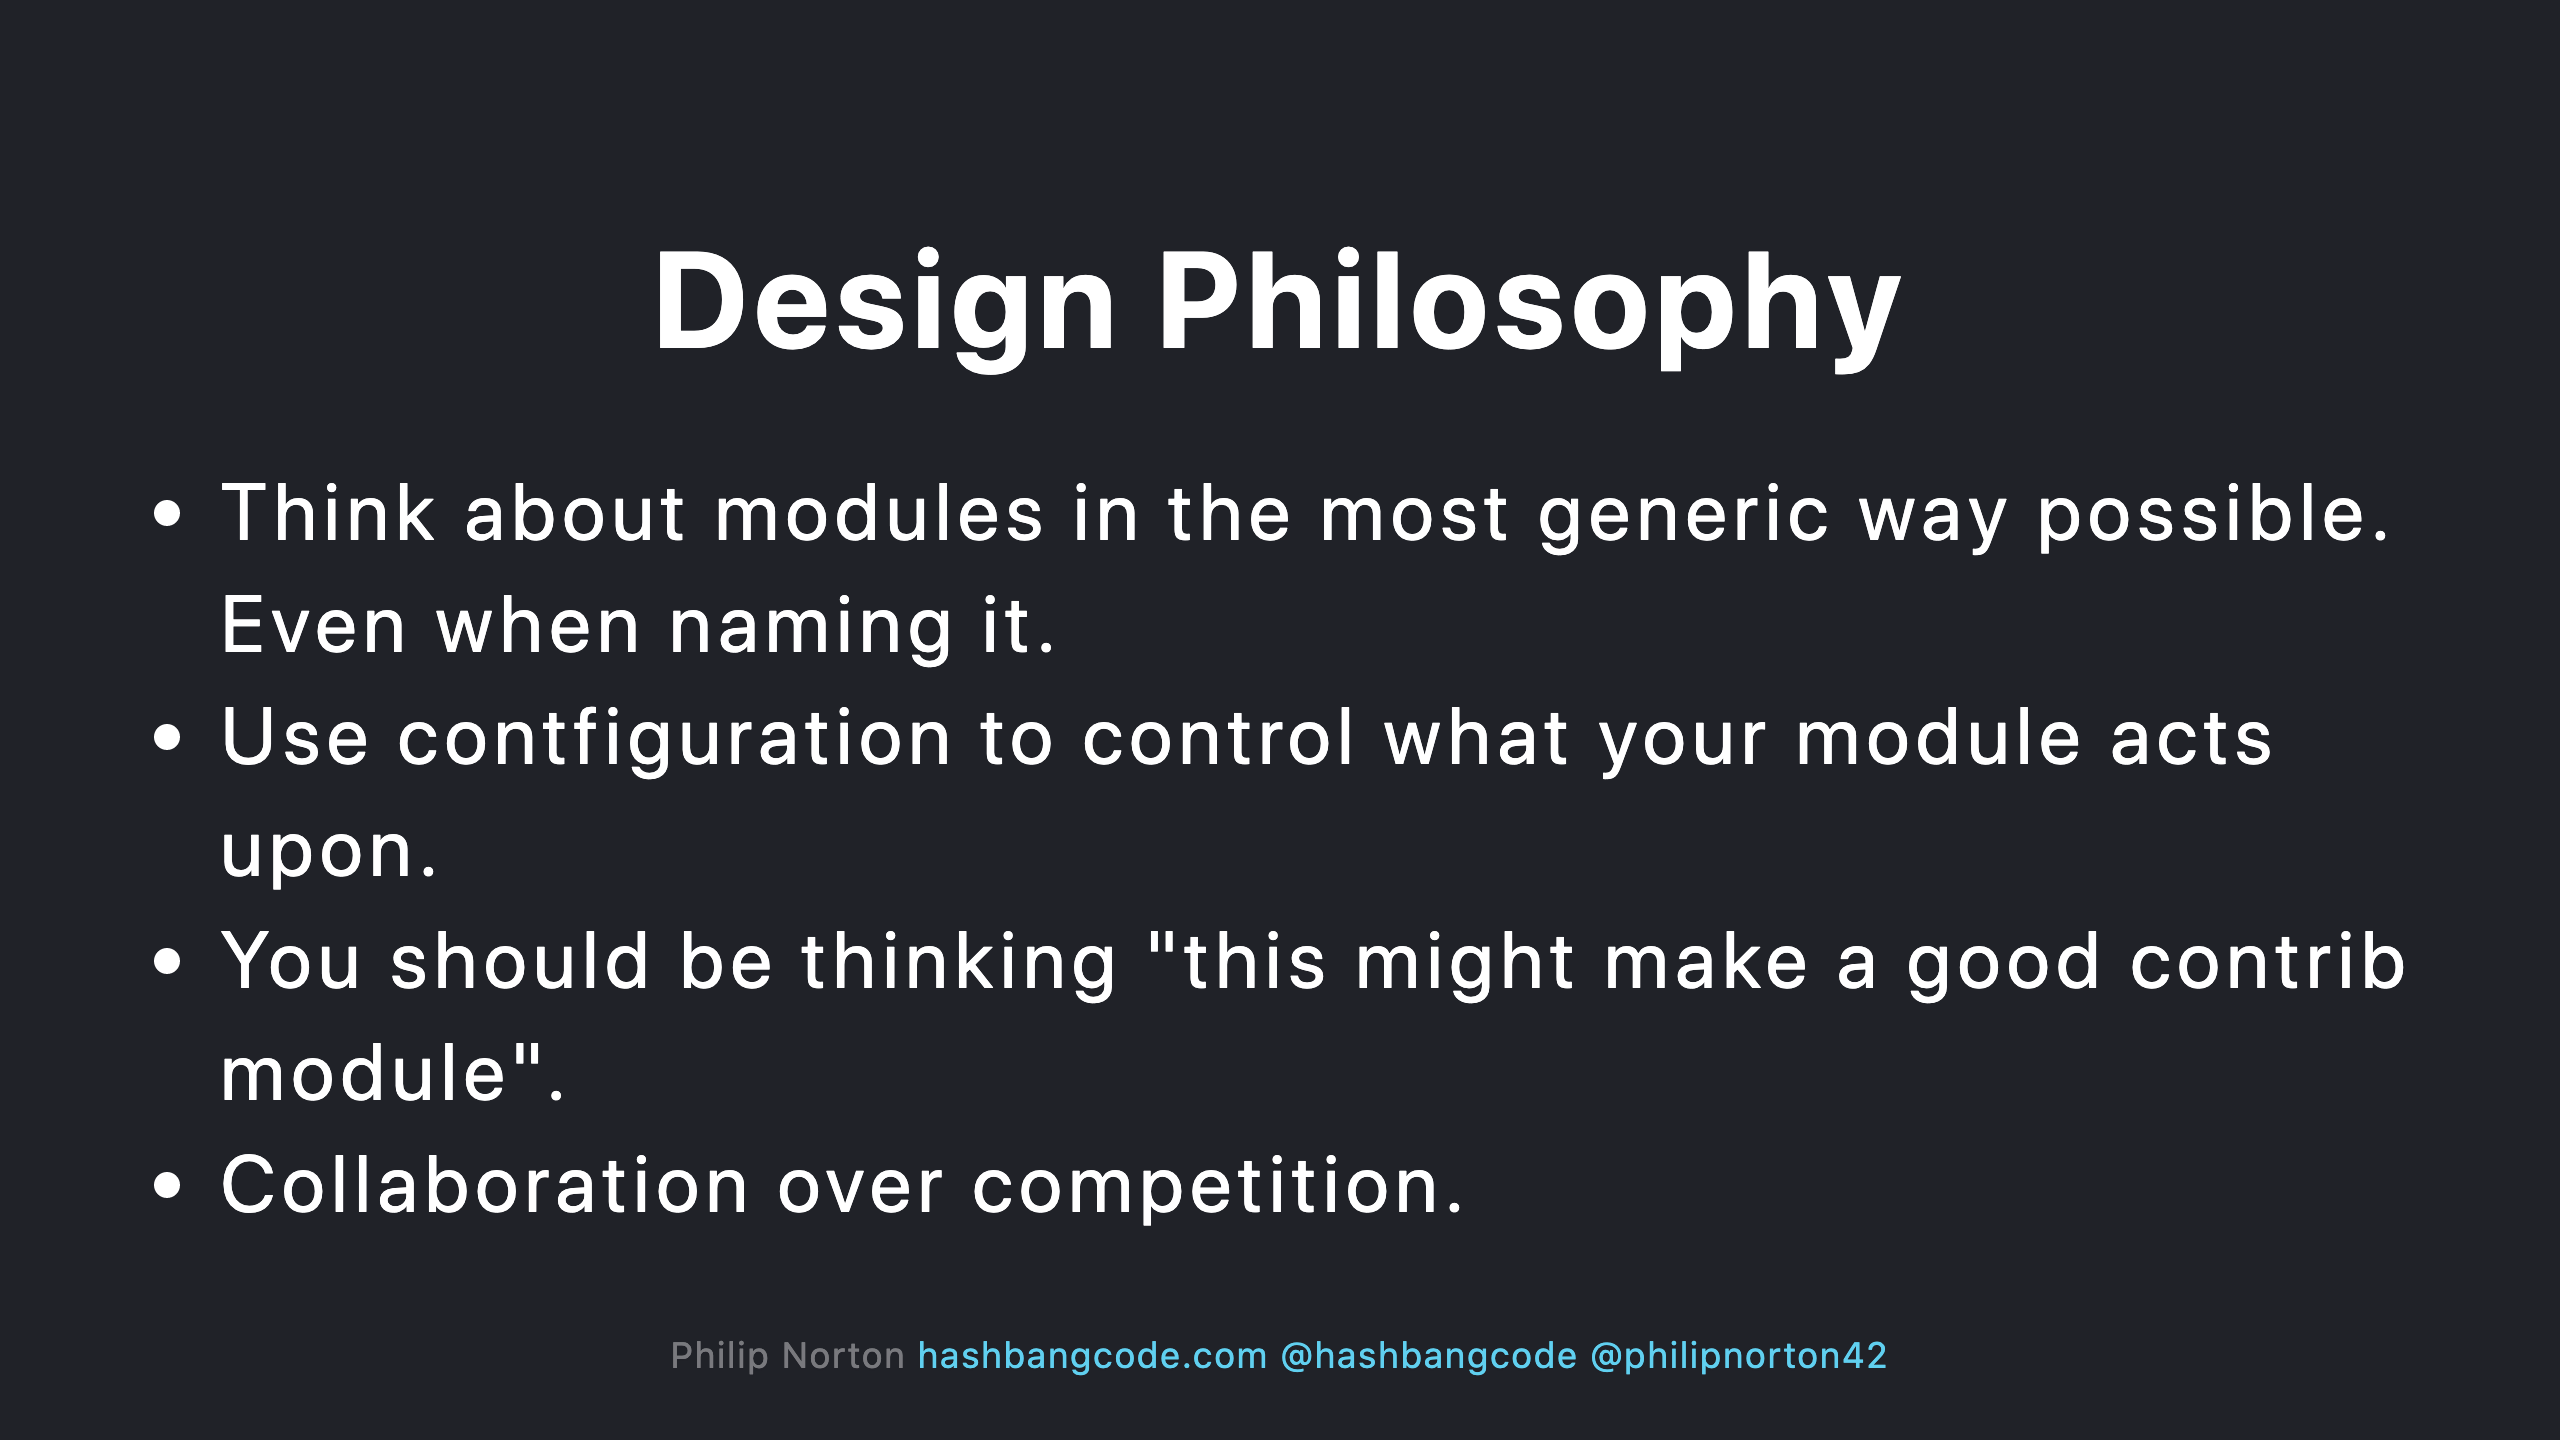 Design Philosophy
• Think about modules in the most generic way possible.
Even when naming it.
• Use contfiguration to control what your module acts
upon.
• You should be thinking "this might make a good contrib
module".
• Collaboration over competition.
Philip Norton hashbangcode.com @hashbangcode @philipnorton42